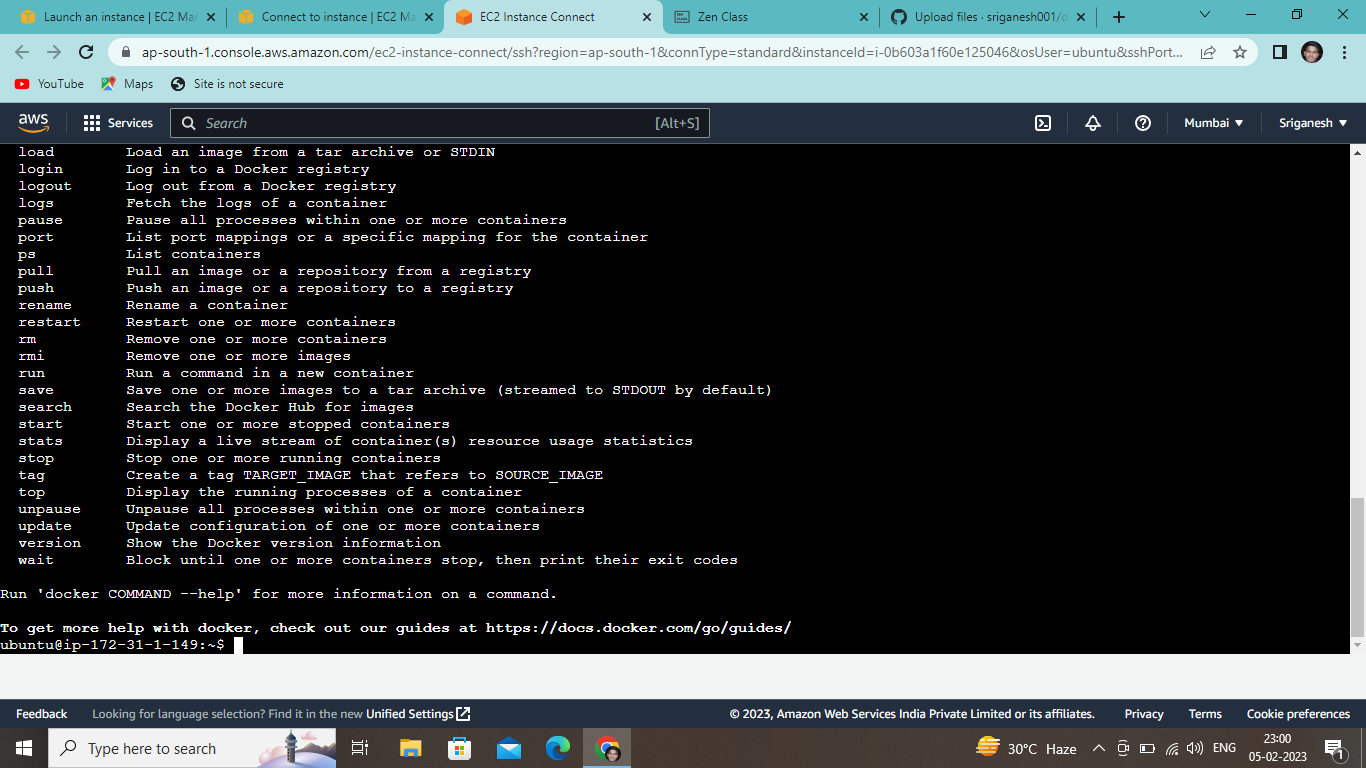 Launch an instance | EC2 Mar
Connect to instance | EC2 Ma
EC2 Instance Connect
Zen Class
Upload files · sriganesh001/d
ap-south-1.console.aws.amazon.com/ec2-instance-connect/ssh?region=ap-south-1&connType=standard&instanceId=i-0b603a1f60e125046&osUser=ubuntu&sshPort...
YouTube Maps Site is not secure
aws Services Search [Alt+S] Mumbai Sriganesh
load Load an image from a tar archive or STDIN
login Log in to a Docker registry
logout Log out from a Docker registry
logs Fetch the logs of a container
pause Pause all processes within one or more containers
port List port mappings or a specific mapping for the container
ps List containers
pull Pull an image or a repository from a registry
push Push an image or a repository to a registry
rename Rename a container
restart Restart one or more containers
rm Remove one or more containers
rmi Remove one or more images
run Run a command in a new container
save Save one or more images to a tar archive (streamed to STDOUT by default)
search Search the Docker Hub for images
start Start one or more stopped containers
stats Display a live stream of container(s) resource usage statistics
stop Stop one or more running containers
tag Create a tag TARGET_IMAGE that refers to SOURCE_IMAGE
top Display the running processes of a container
unpause Unpause all processes within one or more containers
update Update configuration of one or more containers
version Show the Docker version information
wait Block until one or more containers stop, then print their exit codes
Run 'docker COMMAND --help' for more information on a command.
To get more help with docker, check out our guides at https://docs.docker.com/go/guides/
ubuntu@ip-172-31-1-149:~$
Feedback Looking for language selection? Find it in the new Unified Settings © 2023, Amazon Web Services India Private Limited or its affiliates. Privacy Terms Cookie preferences
Type here to search 30°C Haze ENG 23:00
05-02-2023 1